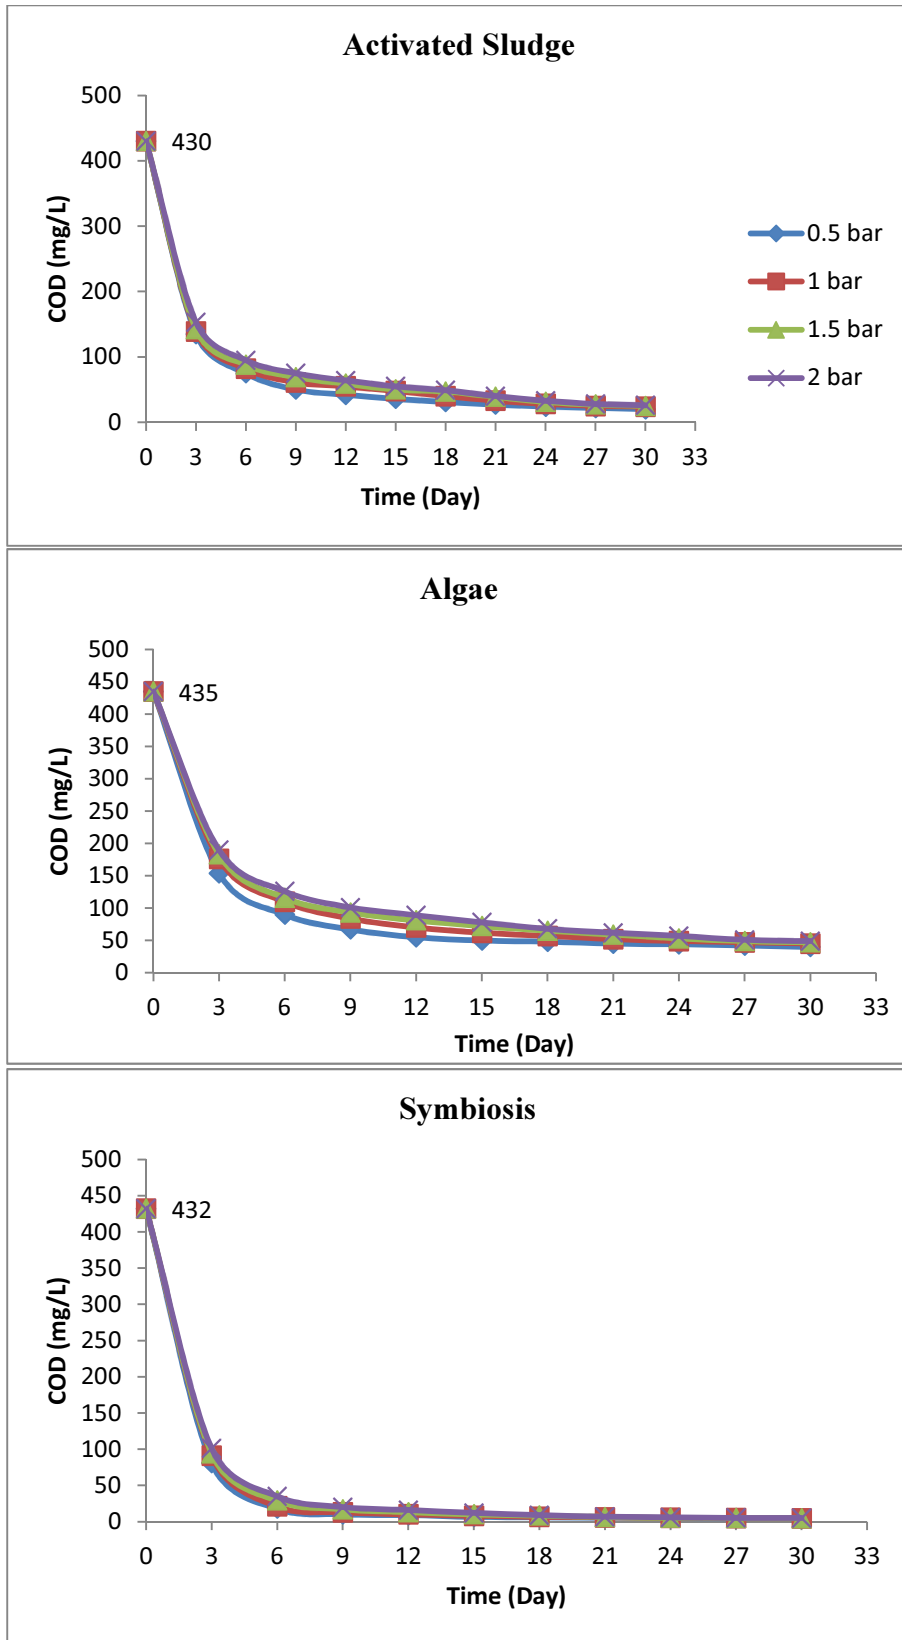 Activated Sludge
500
400
300
200
100
0
COD (mg/L)
430
0 3 6 9 12 15 18 21 24 27 30 33
Time (Day)
0.5 bar
1 bar
1.5 bar
2 bar
Algae
500
450
400
350
300
250
200
150
100
50
0
COD (mg/L)
435
0 3 6 9 12 15 18 21 24 27 30 33
Time (Day)
Symbiosis
500
450
400
350
300
250
200
150
100
50
0
COD (mg/L)
432
0 3 6 9 12 15 18 21 24 27 30 33
Time (Day)